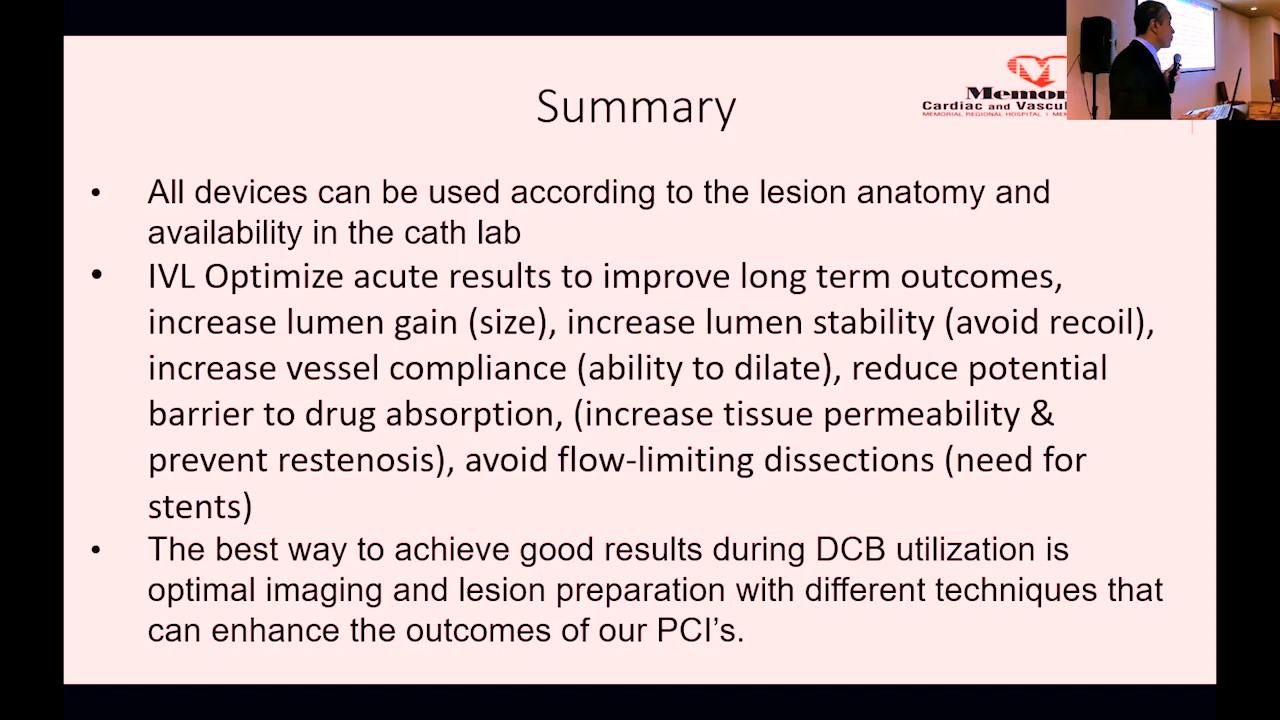 Summary
Cardiac and
MEMORIAL REGIONAL HOSPITAL
• All devices can be used according to the lesion anatomy and
availability in the cath lab
• IVL Optimize acute results to improve long term outcomes,
increase lumen gain (size), increase lumen stability (avoid recoil),
increase vessel compliance (ability to dilate), reduce potential
barrier to drug absorption, (increase tissue permeability &
prevent restenosis), avoid flow-limiting dissections (need for
stents)
• The best way to achieve good results during DCB utilization is
optimal imaging and lesion preparation with different techniques that
can enhance the outcomes of our PCI’s.